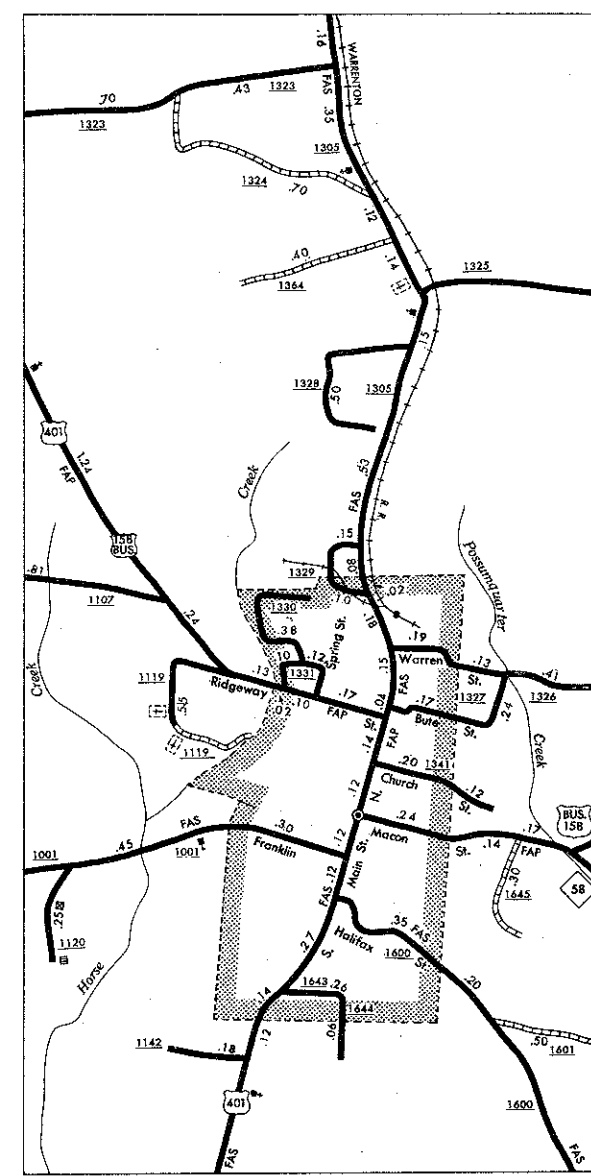 .16
WARRENTON
FAS
.35
1305
.43
1323
.70
1323
1324
.70
.12
.40
1364
.14
1325
.15
1328
.50
1305
401
1.24
FAP
.53
FAS
Creek
R. R.
15B
BUS.
Possumquarter
Creek
.15
1329
.08
.10
.02
.81
1107
.24
1330
.38
Spring St.
.18
.19
.12
.10
1331
.15
Warren
St.
.13
1327
.41
1326
Creek
1119
.55
Ridgeway
.13
.02
.10
.17
FAP
St.
.04
FAS
.17
Bute
St.
.24
1119
FAP
.14
.20
1341
Church
St.
.12
.12
N.
.24
Macon
St.
.14
.17
FAP
BUS.
15B
58
1001
.45
FAS
1001
.30
Franklin
.12
Main St.
.12
FAS
.30
1645
.25
1120
Horse
Halifax
St.
.35
FAS
1600
.27
S.
.20
1643
.26
1644
.06
.14
.12
1142
.18
.50
1601
401
FAS
1600
FAS